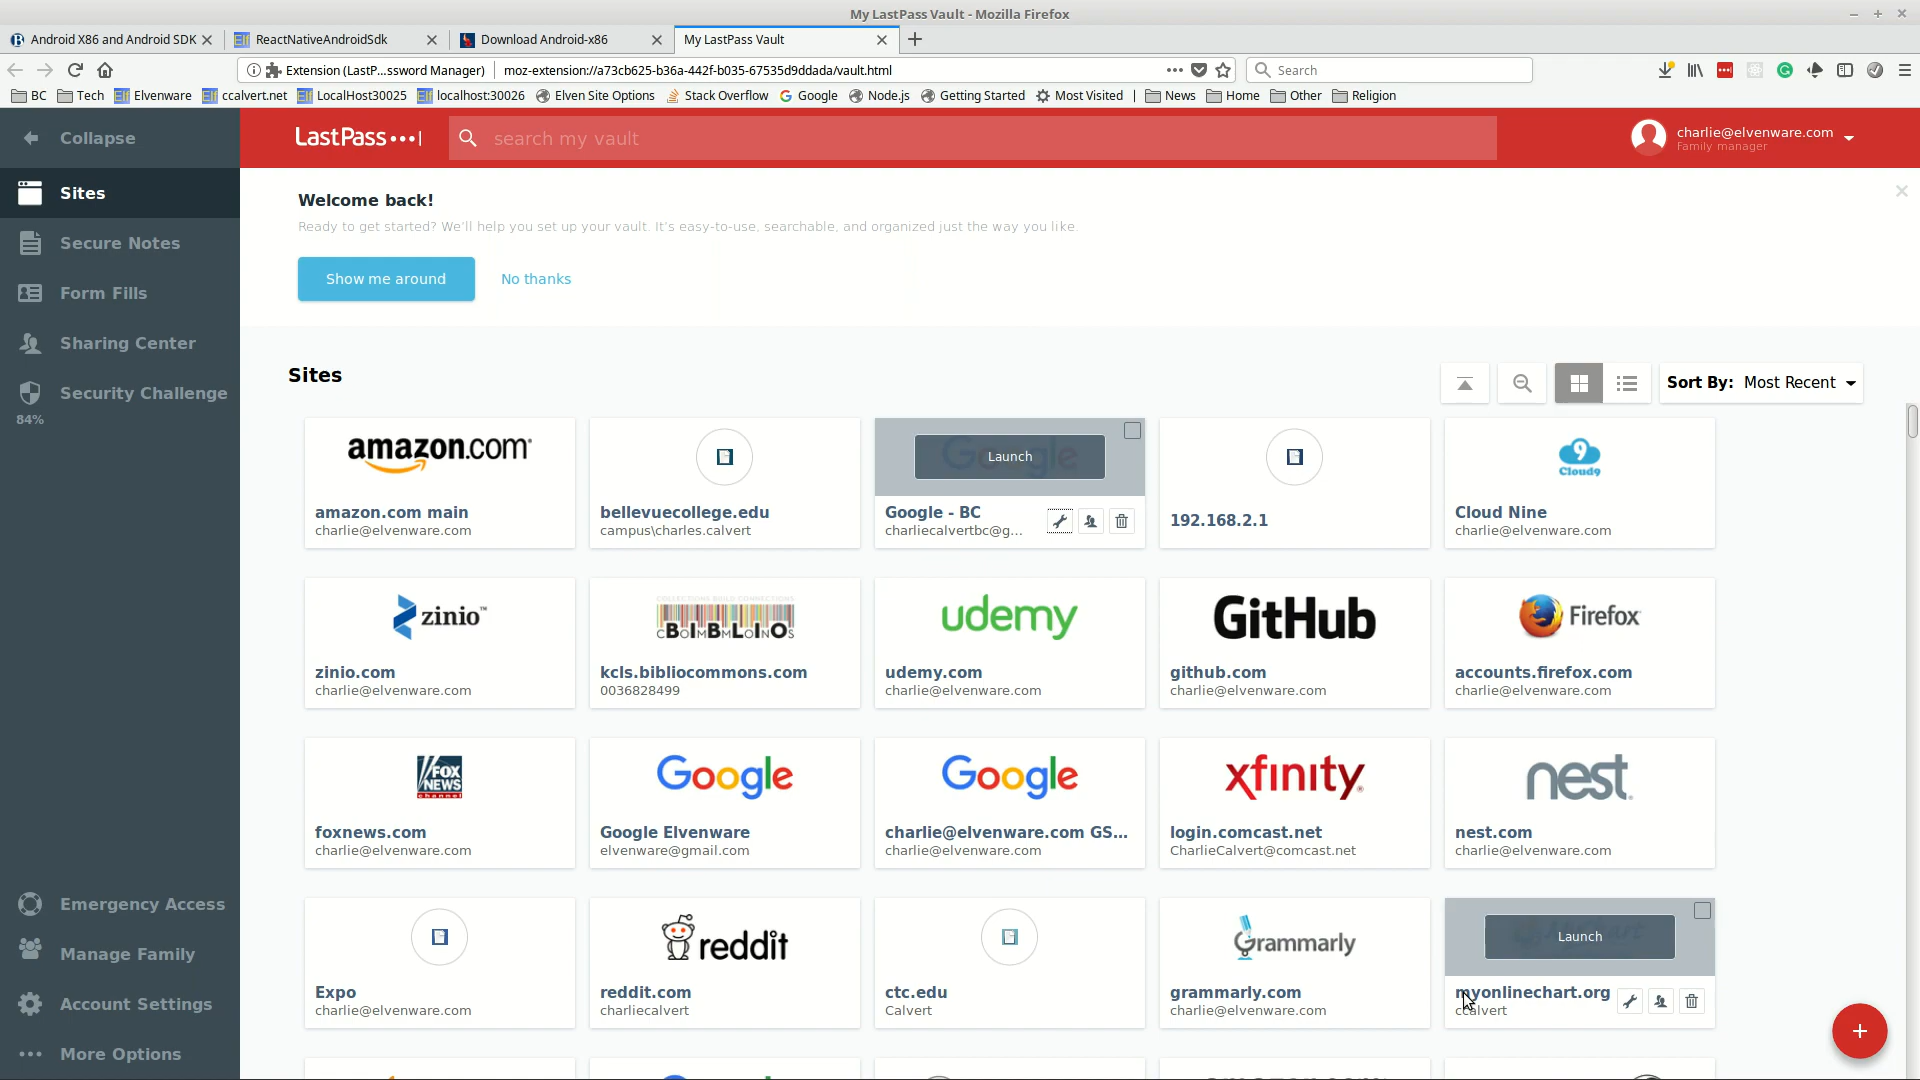 My LastPass Vault - Mozilla Firefox
Android X86 and Android SDK
ReactNativeAndroidSdk
Download Android-x86
My LastPass Vault
Extension (LastP...ssword Manager)
moz-extension://a73cb625-b36a-442f-b035-67535d9ddada/vault.html
Search
BC Tech Elvenware ccalvert.net LocalHost30025 localhost:30026 Elven Site Options Stack Overflow Google Node.js Getting Started Most Visited News Home Other Religion
Collapse
LastPass
search my vault
charlie@elvenware.com
Family manager
Sites
Secure Notes
Form Fills
Sharing Center
Security Challenge
84%
Emergency Access
Manage Family
Account Settings
More Options
Welcome back!
Ready to get started? We'll help you set up your vault. It's easy-to-use, searchable, and organized just the way you like.
Show me around
No thanks
Sites
Sort By: Most Recent
amazon.com
amazon.com main
charlie@elvenware.com
bellevuecollege.edu
campus\charles.calvert
Launch
Google - BC
charliecalvertbc@g...
192.168.2.1
9
Cloud9
Cloud Nine
charlie@elvenware.com
zinio™
zinio.com
charlie@elvenware.com
kcls.bibliocommons.com
0036828499
udemy
udemy.com
charlie@elvenware.com
GitHub
github.com
charlie@elvenware.com
Firefox
accounts.firefox.com
charlie@elvenware.com
FOX
NEWS
channel
foxnews.com
charlie@elvenware.com
Google
Google Elvenware
elvenware@gmail.com
Google
charlie@elvenware.com GS...
charlie@elvenware.com
xfinity
login.comcast.net
CharlieCalvert@comcast.net
nest
nest.com
charlie@elvenware.com
Expo
charlie@elvenware.com
reddit
reddit.com
charliecalvert
ctc.edu
Calvert
Grammarly
grammarly.com
charlie@elvenware.com
Launch
myonlinechart.org
ccalvert